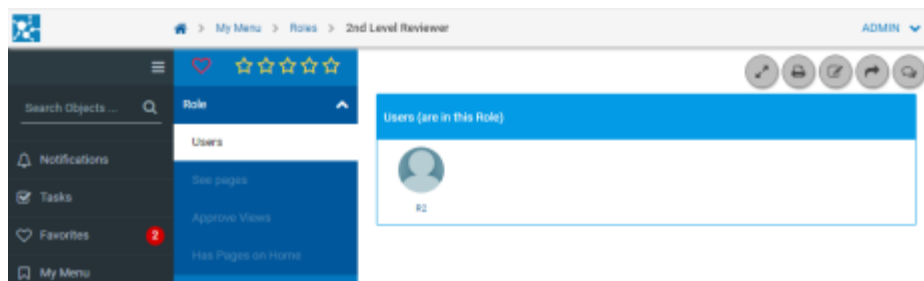 My Menu > Roles > 2nd Level Reviewer
ADMIN
Search Objects ...
Role
Users (are in this Role)
Users
Notifications
See pages
Tasks
R2
Approve Views
Favorites
2
Has Pages on Home
My Menu